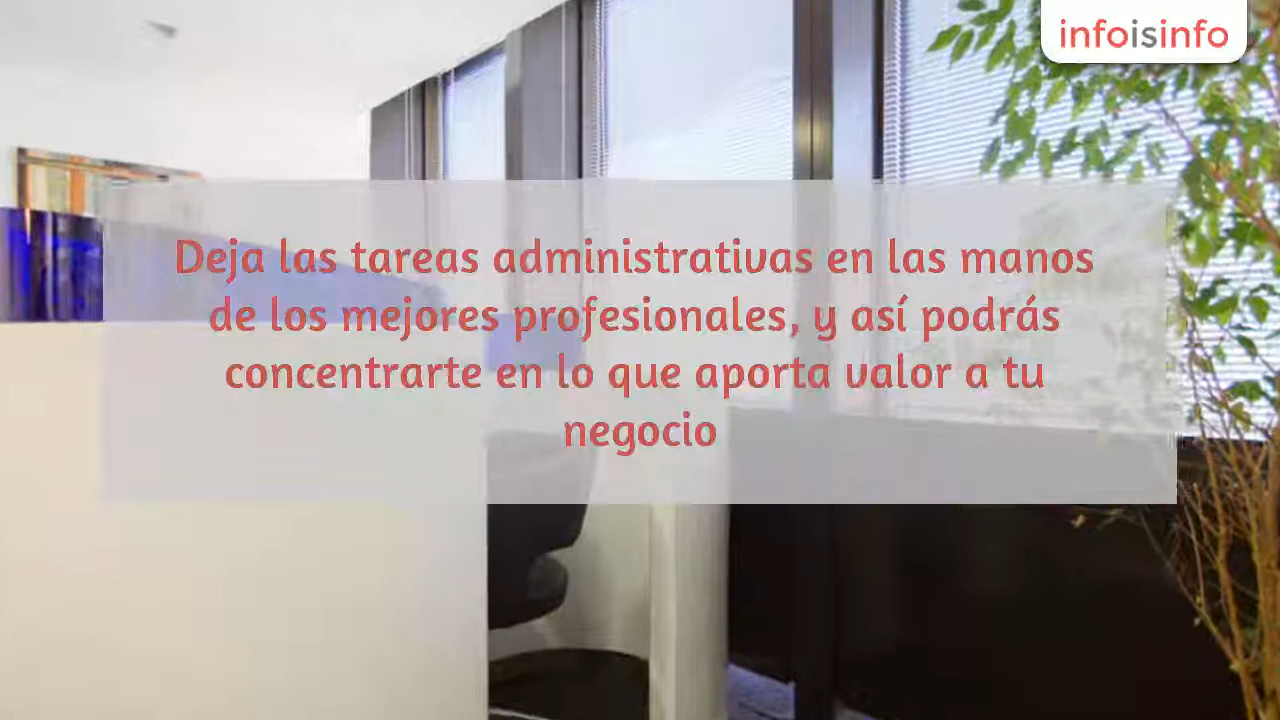 infoisinfo
Deja las tareas administrativas en las manos
de los mejores profesionales, y así podrás
concentrarte en lo que aporta valor a tu
negocio